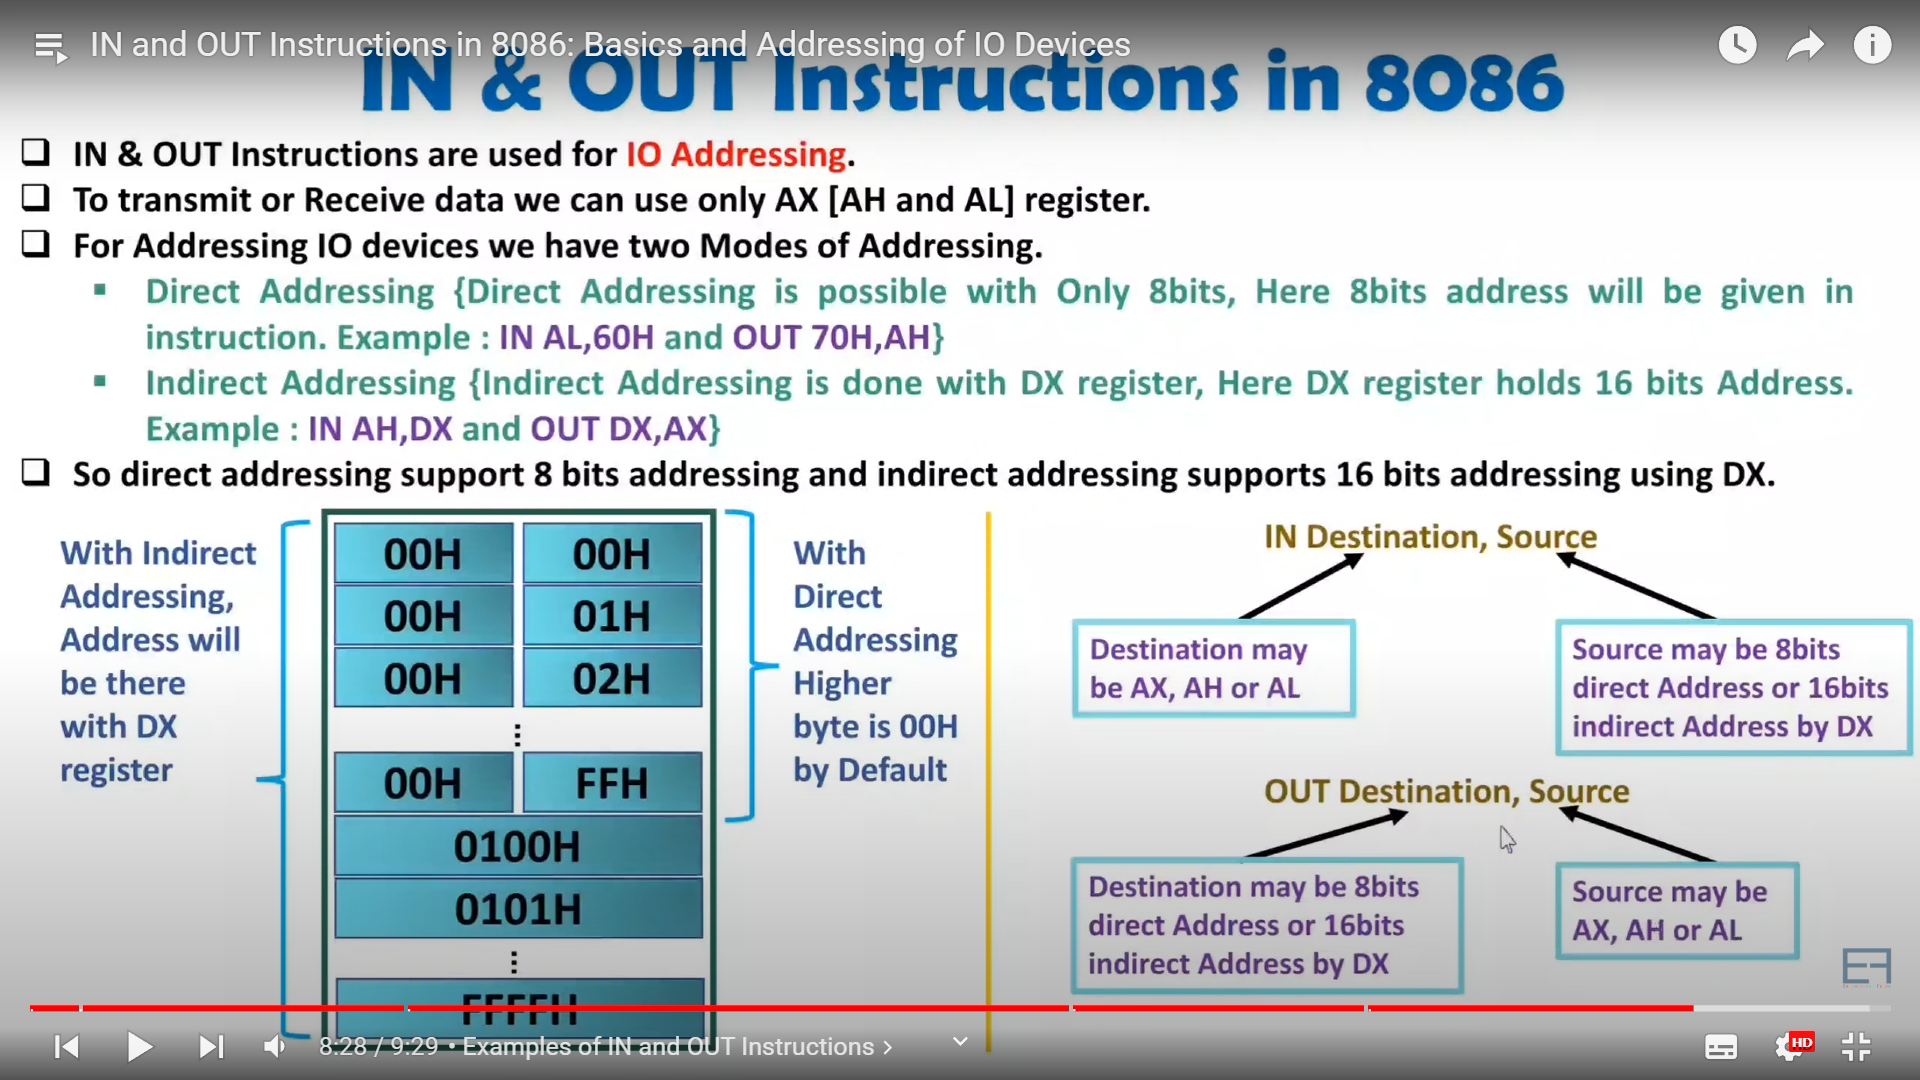 IN and OUT Instructions in 8086: Basics and Addressing of IO Devices
IN & OUT Instructions in 8086
IN & OUT Instructions are used for IO Addressing.
To transmit or Receive data we can use only AX [AH and AL] register.
For Addressing IO devices we have two Modes of Addressing.
Direct Addressing {Direct Addressing is possible with Only 8bits, Here 8bits address will be given in
instruction. Example : IN AL,60H and OUT 70H,AH}
Indirect Addressing {Indirect Addressing is done with DX register, Here DX register holds 16 bits Address.
Example : IN AH,DX and OUT DX,AX}
So direct addressing support 8 bits addressing and indirect addressing supports 16 bits addressing using DX.
With Indirect
Addressing,
Address will
be there
with DX
register
00H 00H
00H 01H
00H 02H
⋮
00H FFH
0100H
0101H
⋮
FFFFH
With
Direct
Addressing
Higher
byte is 00H
by Default
IN Destination, Source
Destination may
be AX, AH or AL
Source may be 8bits
direct Address or 16bits
indirect Address by DX
OUT Destination, Source
Destination may be 8bits
direct Address or 16bits
indirect Address by DX
Source may be
AX, AH or AL
8:28 / 9:29 • Examples of IN and OUT Instructions
HD